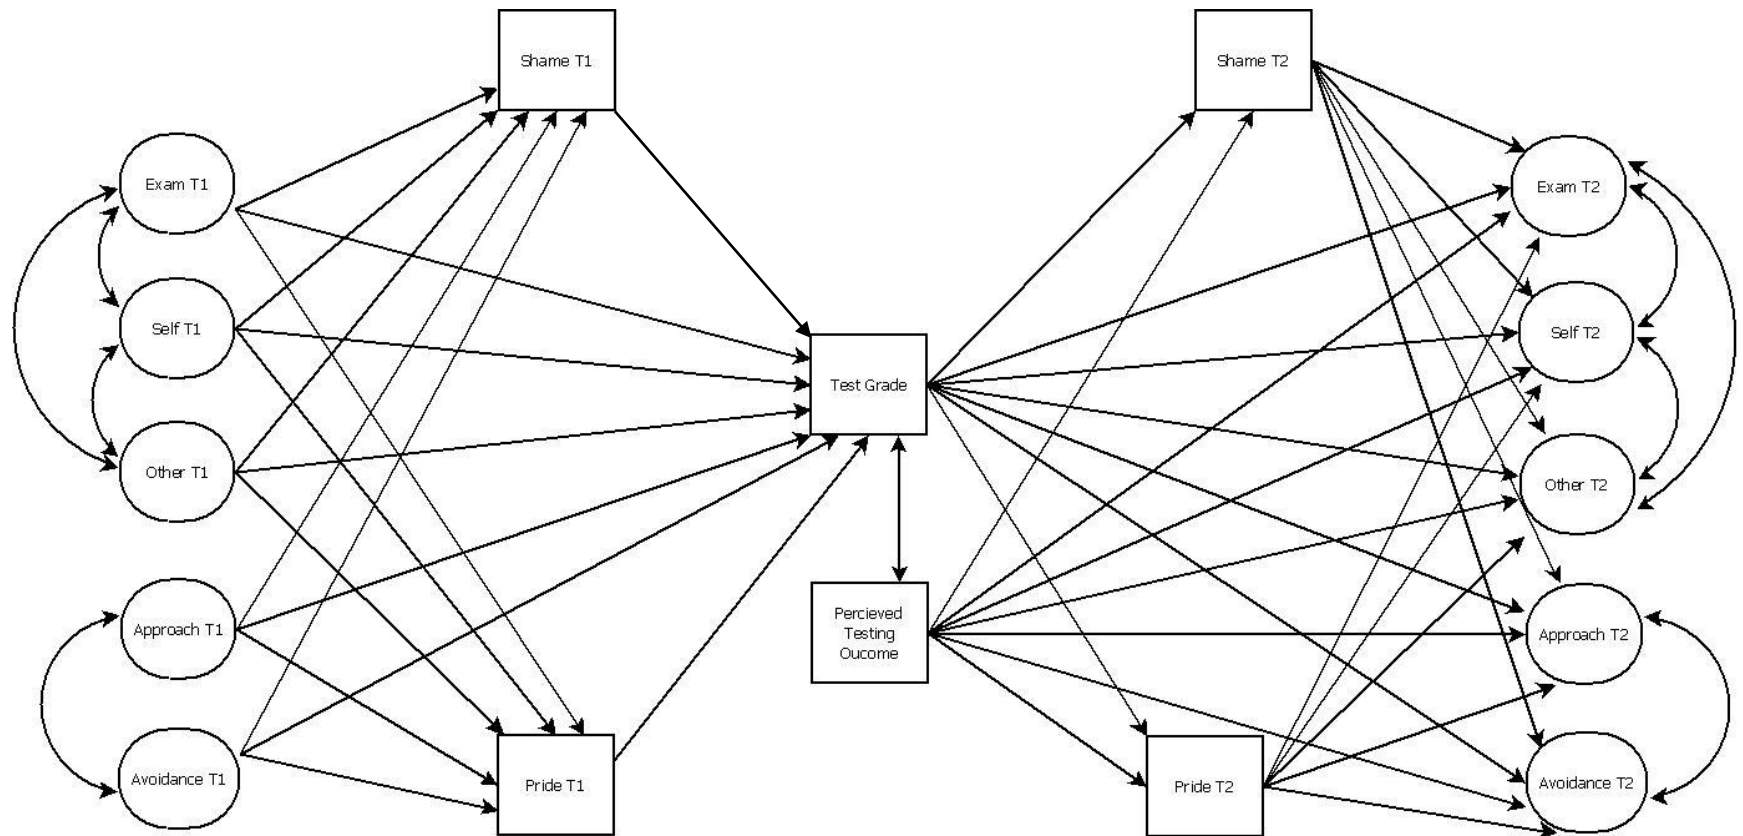 Shame T1
Shame T2
Exam T1
Exam T2
Self T1
Self T2
Test Grade
Other T1
Other T2
Percieved
Testing
Oucome
Approach T1
Approach T2
Avoidance T1
Pride T1
Pride T2
Avoidance T2